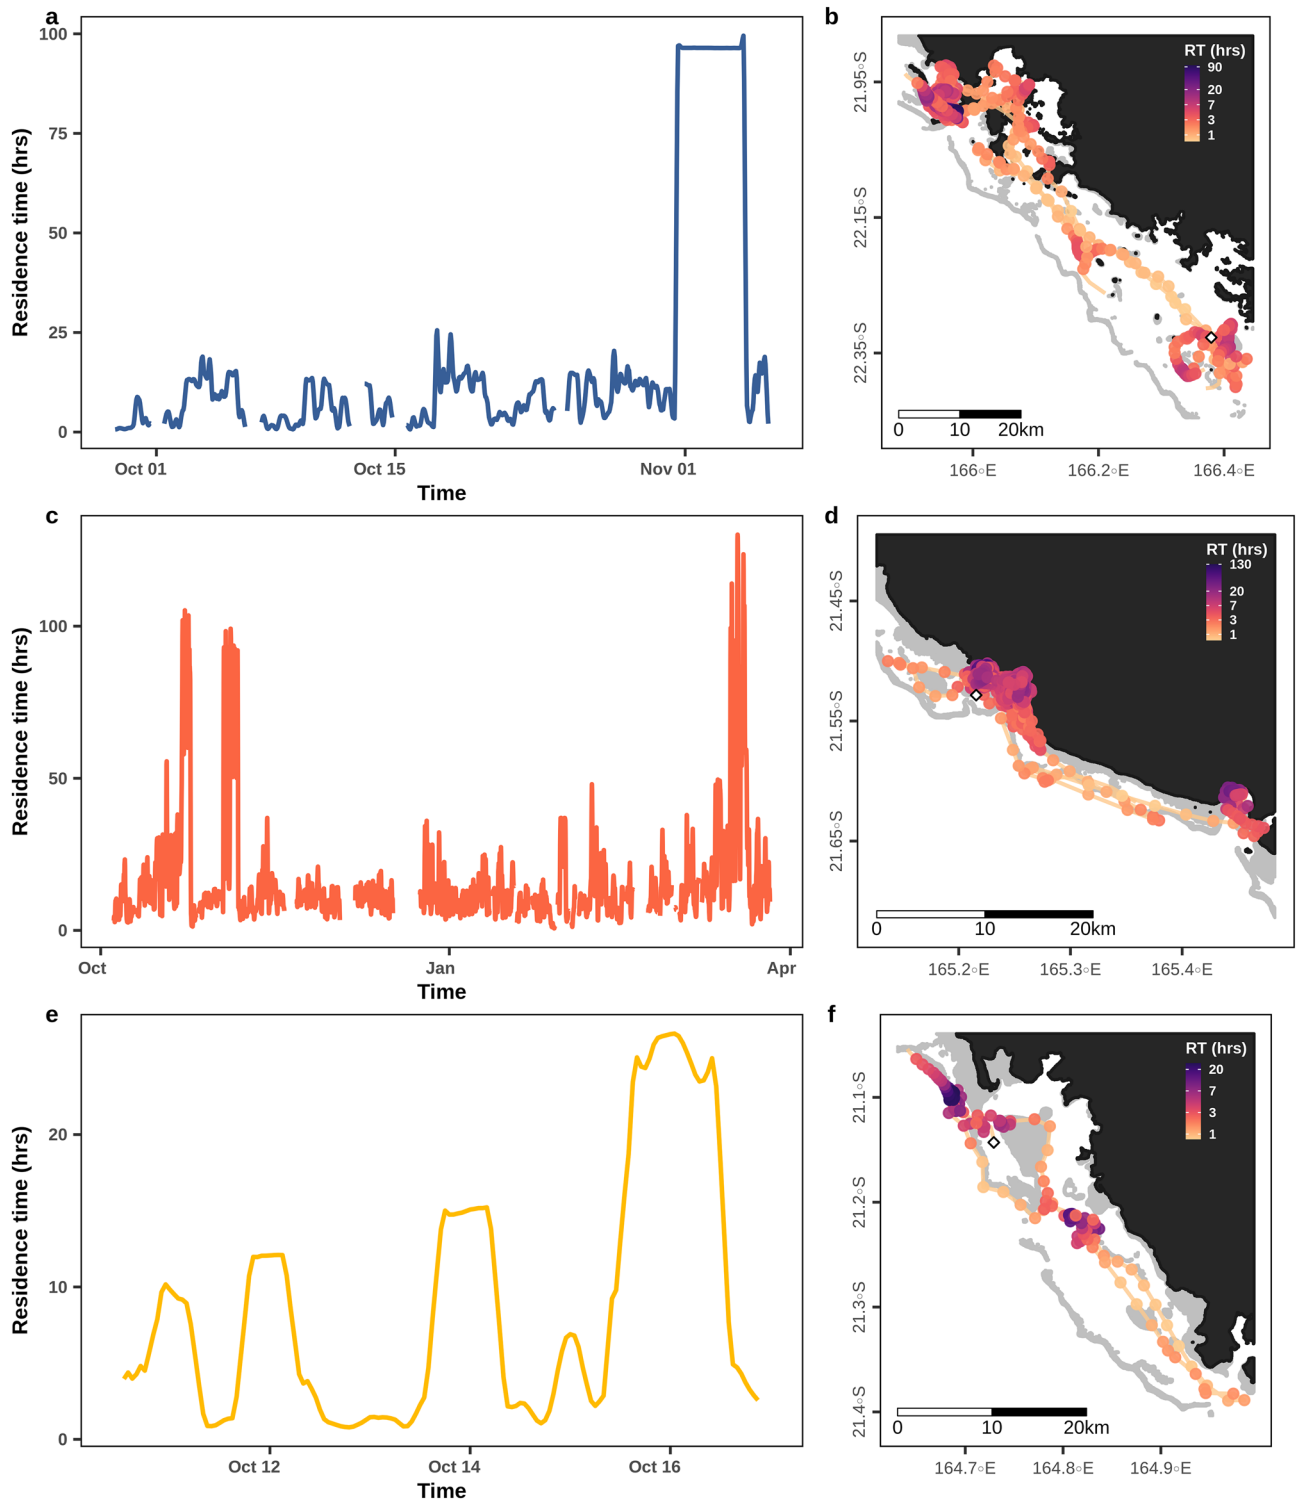 a
100
75
50
25
0
Residence time (hrs)
Oct 01
Oct 15
Nov 01
Time
b
21.95◦S
22.15◦S
22.35◦S
RT (hrs)
90
20
7
3
1
0
10
20km
166◦E
166.2◦E
166.4◦E
c
100
50
0
Residence time (hrs)
Oct
Jan
Apr
Time
d
21.45◦S
21.55◦S
21.65◦S
RT (hrs)
130
20
7
3
1
0
10
20km
165.2◦E
165.3◦E
165.4◦E
e
20
10
0
Residence time (hrs)
Oct 12
Oct 14
Oct 16
Time
f
21.1◦S
21.2◦S
21.3◦S
21.4◦S
RT (hrs)
20
7
3
1
0
10
20km
164.7◦E
164.8◦E
164.9◦E